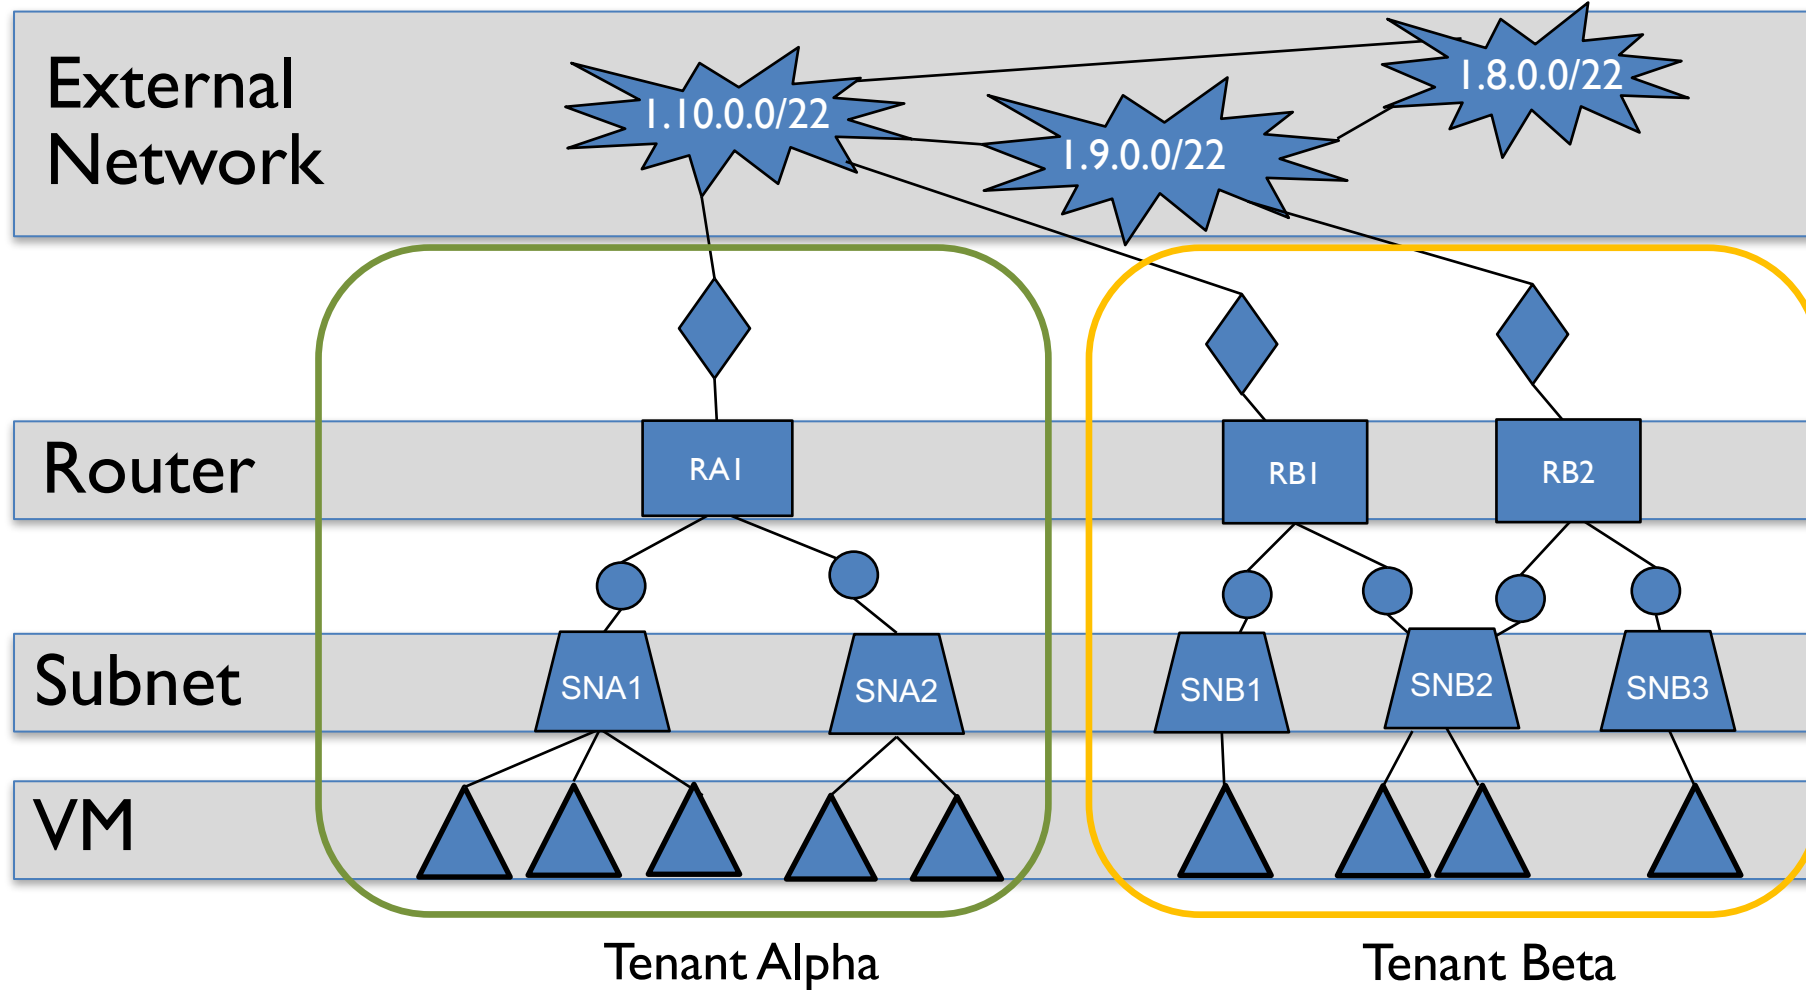 External
Network
1.10.0.0/22
1.9.0.0/22
1.8.0.0/22
Router
RA1
RB1
RB2
Subnet
SNA1
SNA2
SNB1
SNB2
SNB3
VM
Tenant Alpha
Tenant Beta